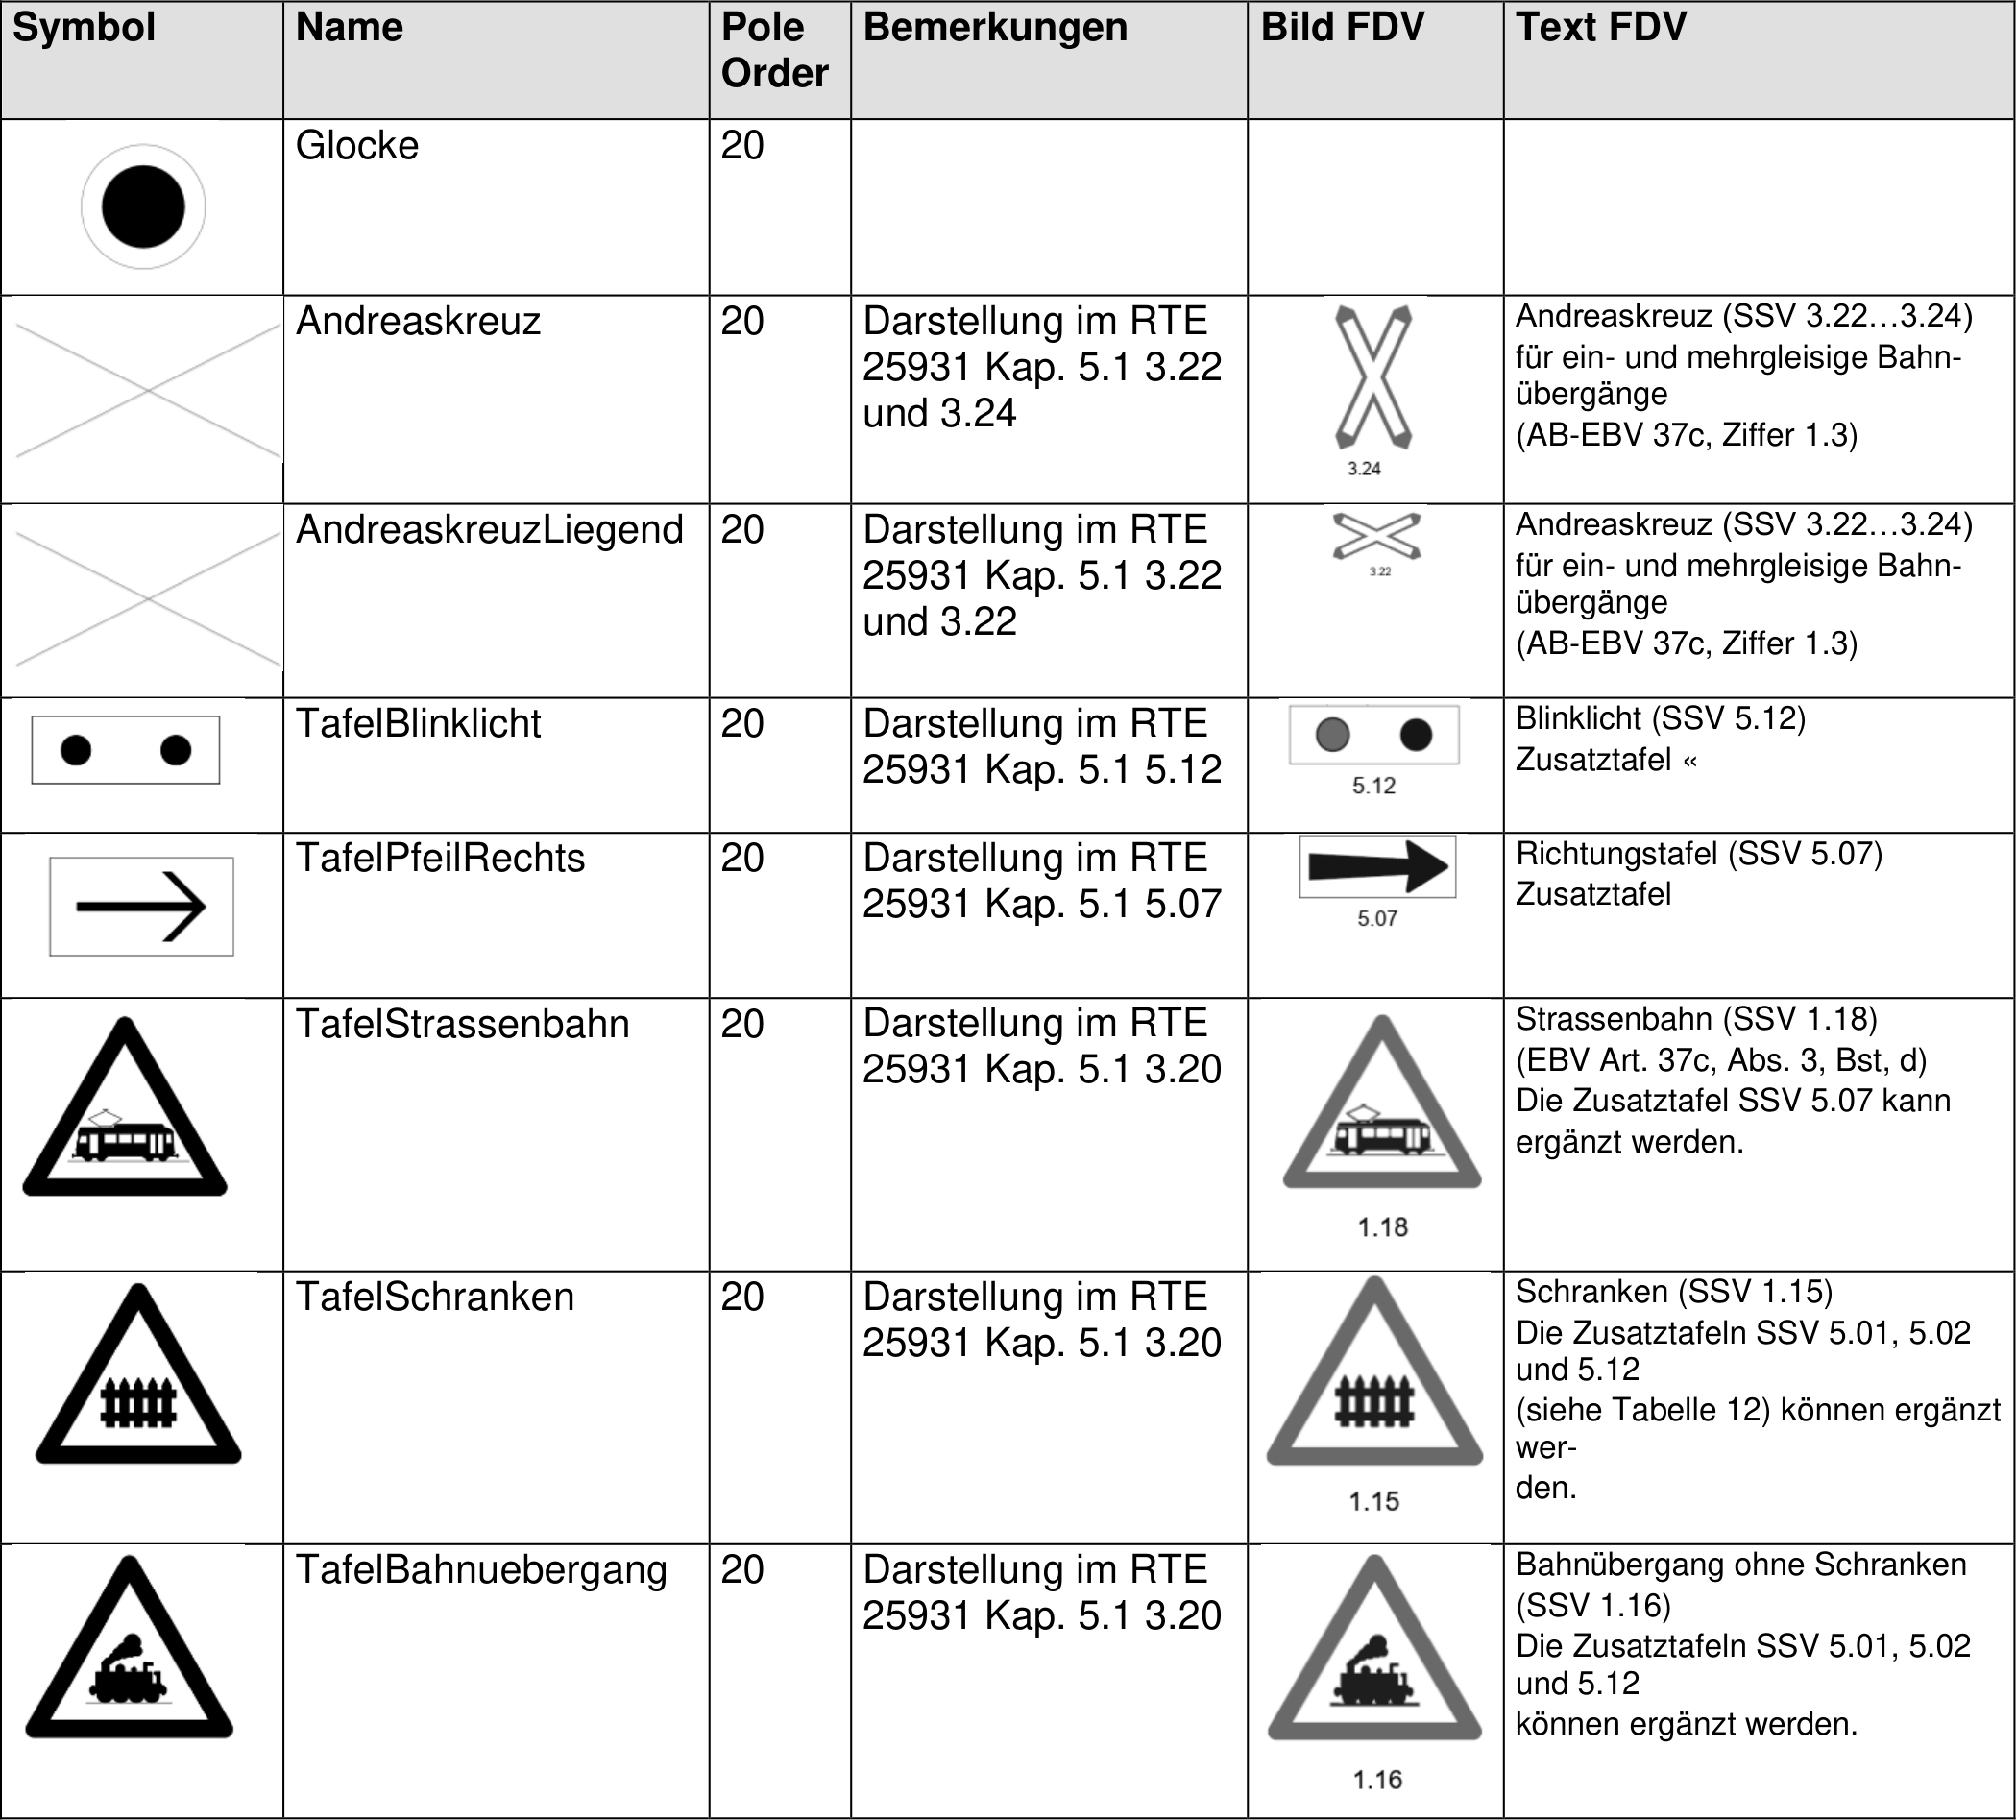 Symbol
Name
Pole
Order
Bemerkungen
Bild FDV
Text FDV
Glocke
20
Andreaskreuz
20
Darstellung im RTE
25931 Kap. 5.1 3.22
und 3.24
3.24
Andreaskreuz (SSV 3.22…3.24)
für ein- und mehrgleisige Bahn-
übergänge
(AB-EBV 37c, Ziffer 1.3)
AndreaskreuzLiegend
20
Darstellung im RTE
25931 Kap. 5.1 3.22
und 3.22
3.22
Andreaskreuz (SSV 3.22…3.24)
für ein- und mehrgleisige Bahn-
übergänge
(AB-EBV 37c, Ziffer 1.3)
TafelBlinklicht
20
Darstellung im RTE
25931 Kap. 5.1 5.12
5.12
Blinklicht (SSV 5.12)
Zusatztafel «
TafelPfeilRechts
20
Darstellung im RTE
25931 Kap. 5.1 5.07
5.07
Richtungstafel (SSV 5.07)
Zusatztafel
TafelStrassenbahn
20
Darstellung im RTE
25931 Kap. 5.1 3.20
1.18
Strassenbahn (SSV 1.18)
(EBV Art. 37c, Abs. 3, Bst, d)
Die Zusatztafel SSV 5.07 kann
ergänzt werden.
TafelSchranken
20
Darstellung im RTE
25931 Kap. 5.1 3.20
1.15
Schranken (SSV 1.15)
Die Zusatztafeln SSV 5.01, 5.02
und 5.12
(siehe Tabelle 12) können ergänzt
wer-
den.
TafelBahnuebergang
20
Darstellung im RTE
25931 Kap. 5.1 3.20
1.16
Bahnübergang ohne Schranken
(SSV 1.16)
Die Zusatztafeln SSV 5.01, 5.02
und 5.12
können ergänzt werden.